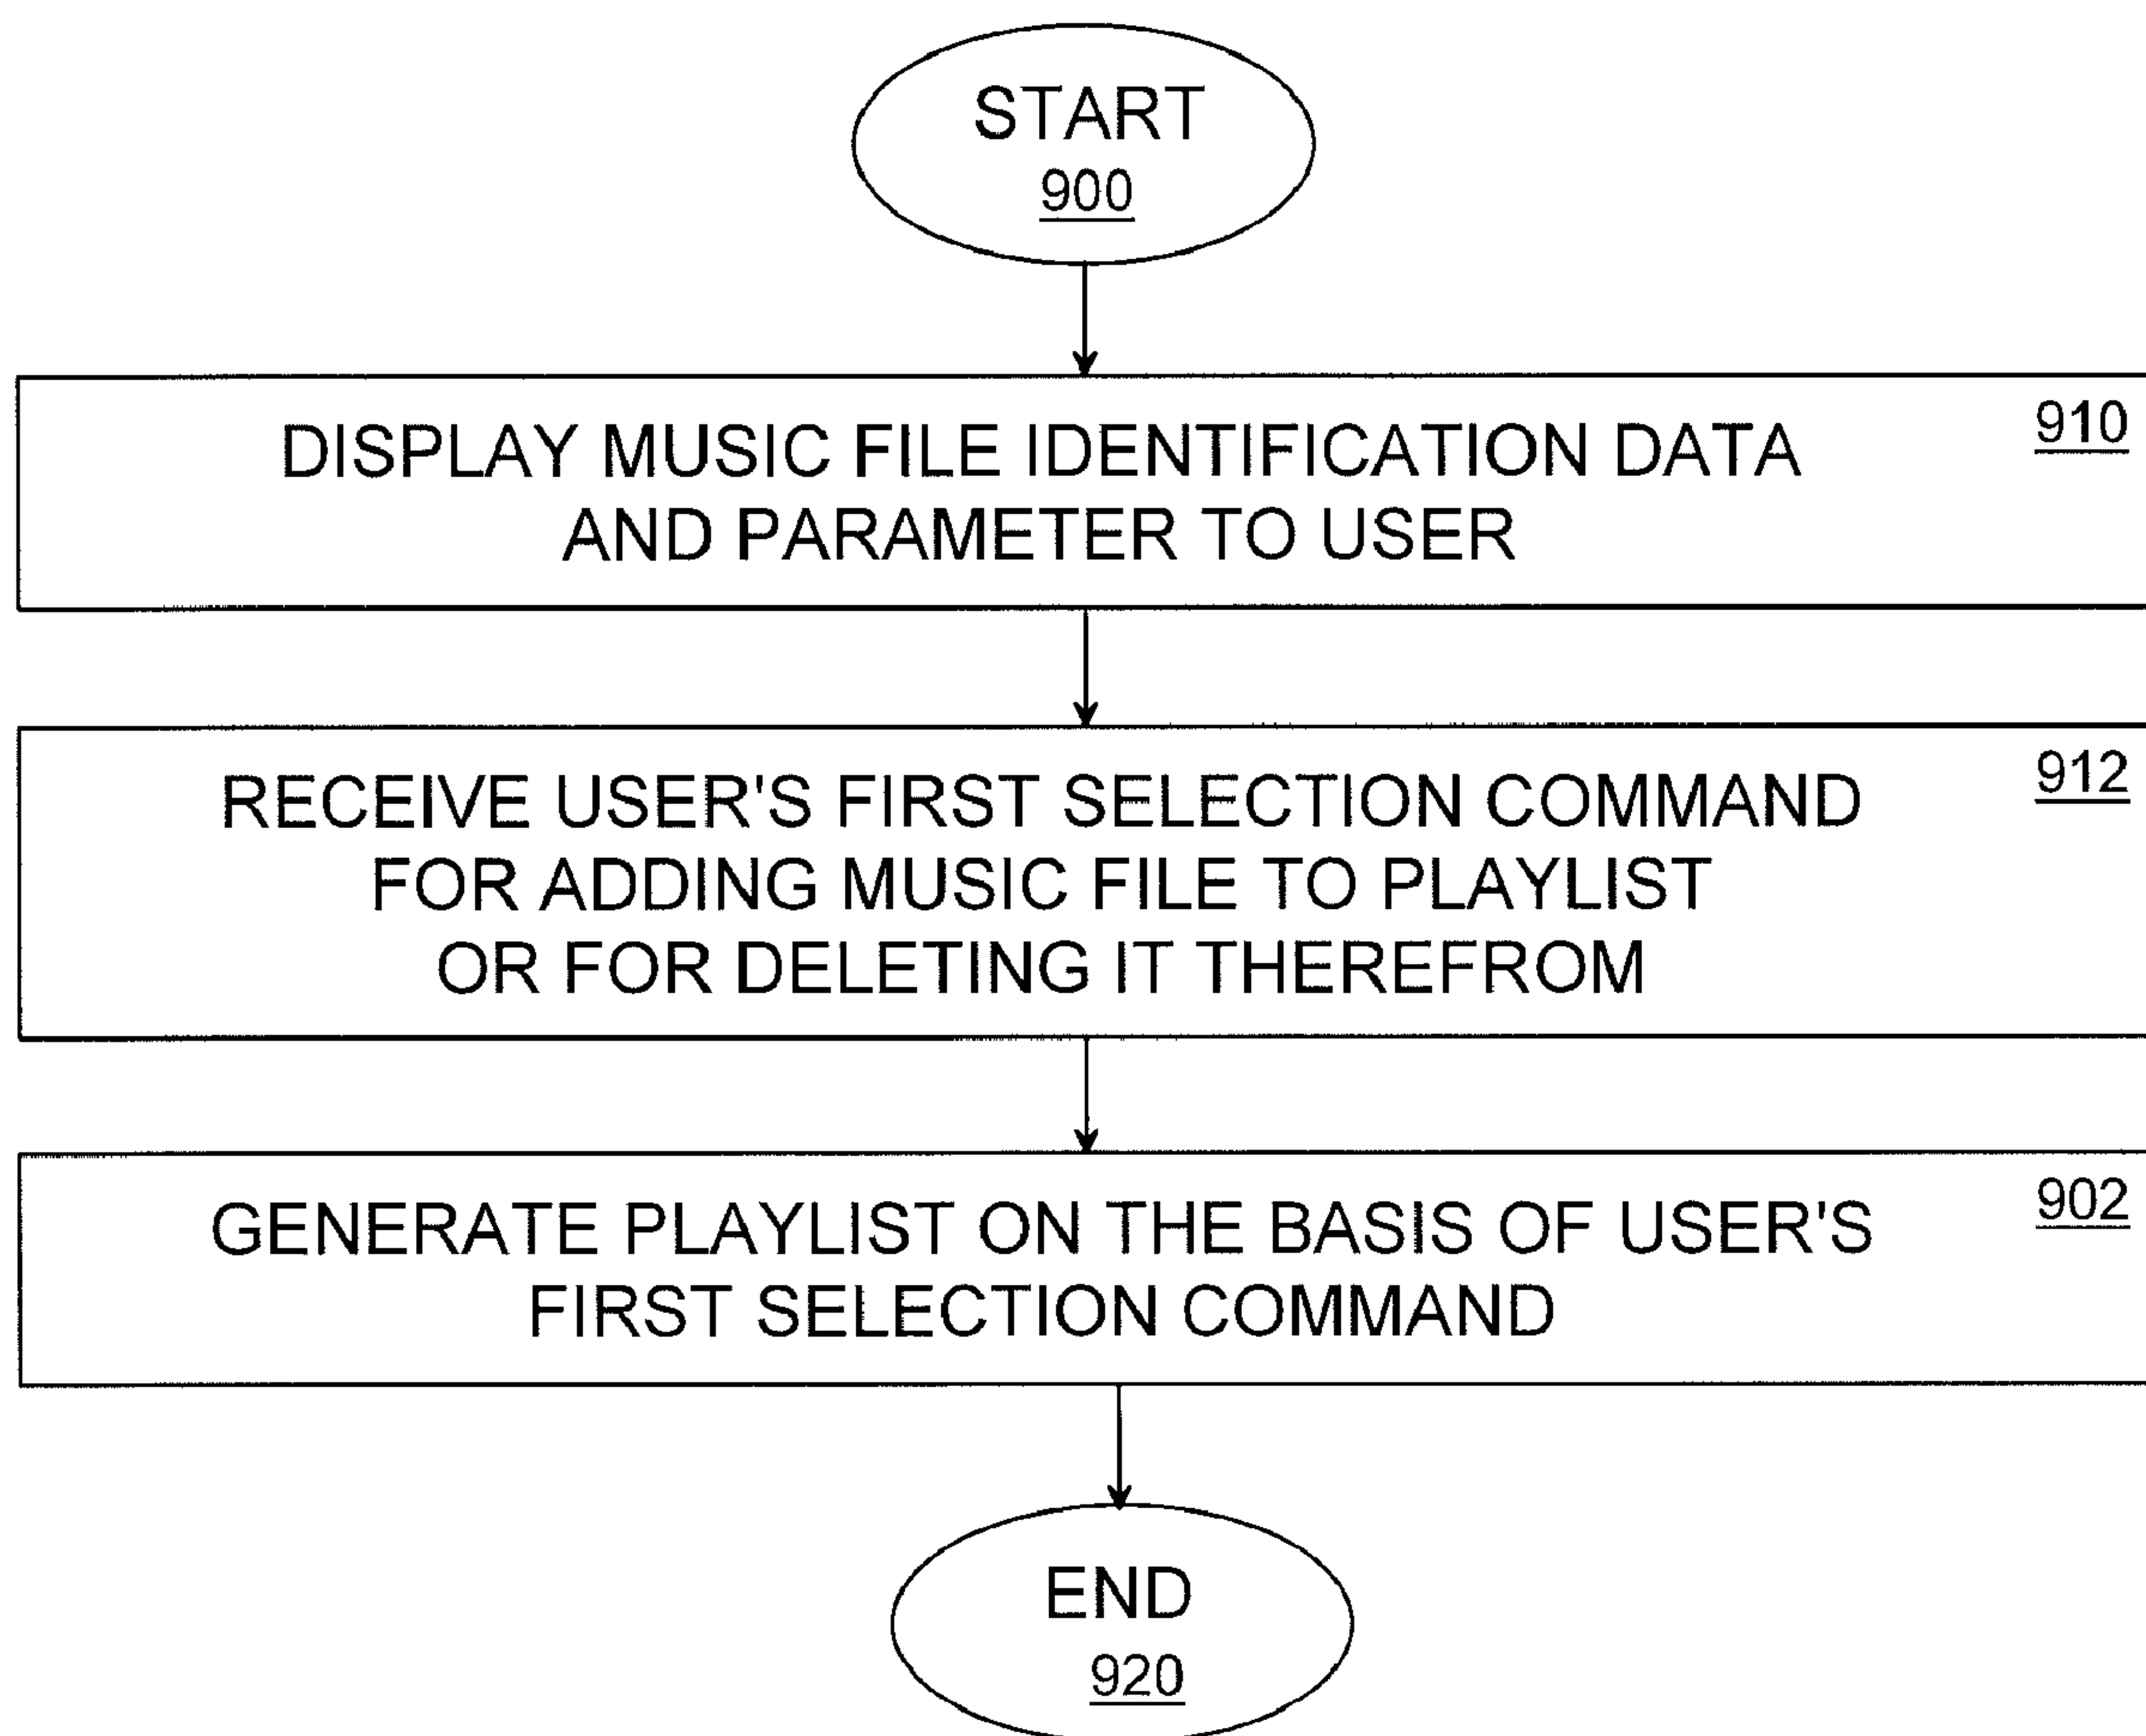 START
900
910
DISPLAY MUSIC FILE IDENTIFICATION DATA
AND PARAMETER TO USER
912
RECEIVE USER'S FIRST SELECTION COMMAND
FOR ADDING MUSIC FILE TO PLAYLIST
OR FOR DELETING IT THEREFROM
902
GENERATE PLAYLIST ON THE BASIS OF USER'S
FIRST SELECTION COMMAND
END
920